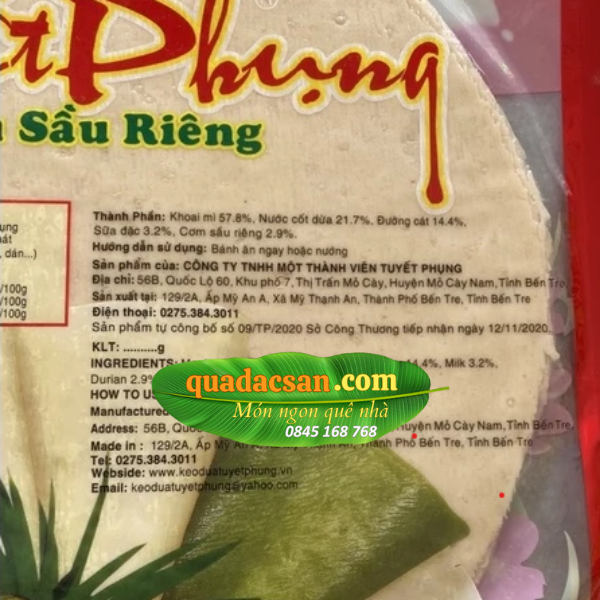 Phụng
Sầu Riêng
Thành Phần: Khoai mì 57.8%, Nước cốt dừa 21.7%, Đường cát 14.4%,
Sữa đặc 3.2%, Cơm sầu riêng 2.9%.
Hướng dẫn sử dụng: Bánh ăn ngay hoặc nướng
Sản phẩm của: CÔNG TY TNHH MỘT THÀNH VIÊN TUYẾT PHỤNG
Địa chỉ: 56B, Quốc Lộ 60, Khu phố 7, Thị Trấn Mỏ Cày, Huyện Mỏ Cày Nam, Tỉnh Bến Tre
Sản xuất tại: 129/2A, Ấp Mỹ An A, Xã Mỹ Thạnh An, Thành Phố Bến Tre, Tỉnh Bến Tre
Điện thoại: 0275.384.3011
Sản phẩm tự công bố số 09/TP/2020 Sở Công Thương tiếp nhận ngày 12/11/2020.
KLT: ..........g
dán...)
/100g
/100g
/100g
INGREDIENTS: 14.4%, Milk 3.2%,
Durian 2.9%
HOW TO
Manufactured
Address: 56B, Huyện Mỏ Cày Nam, Tỉnh Bến Tre,
Made in : 129/2A, Ấp Mỹ An Thành Phố Bến Tre, Tỉnh Bến Tre
Tel: 0275.384.3011
Webside: www.keoduatuyetphung.vn
Email: keoduatuyetphung@yahoo.com
quadacsan.com
Món ngon quê nhà
0845 168 768